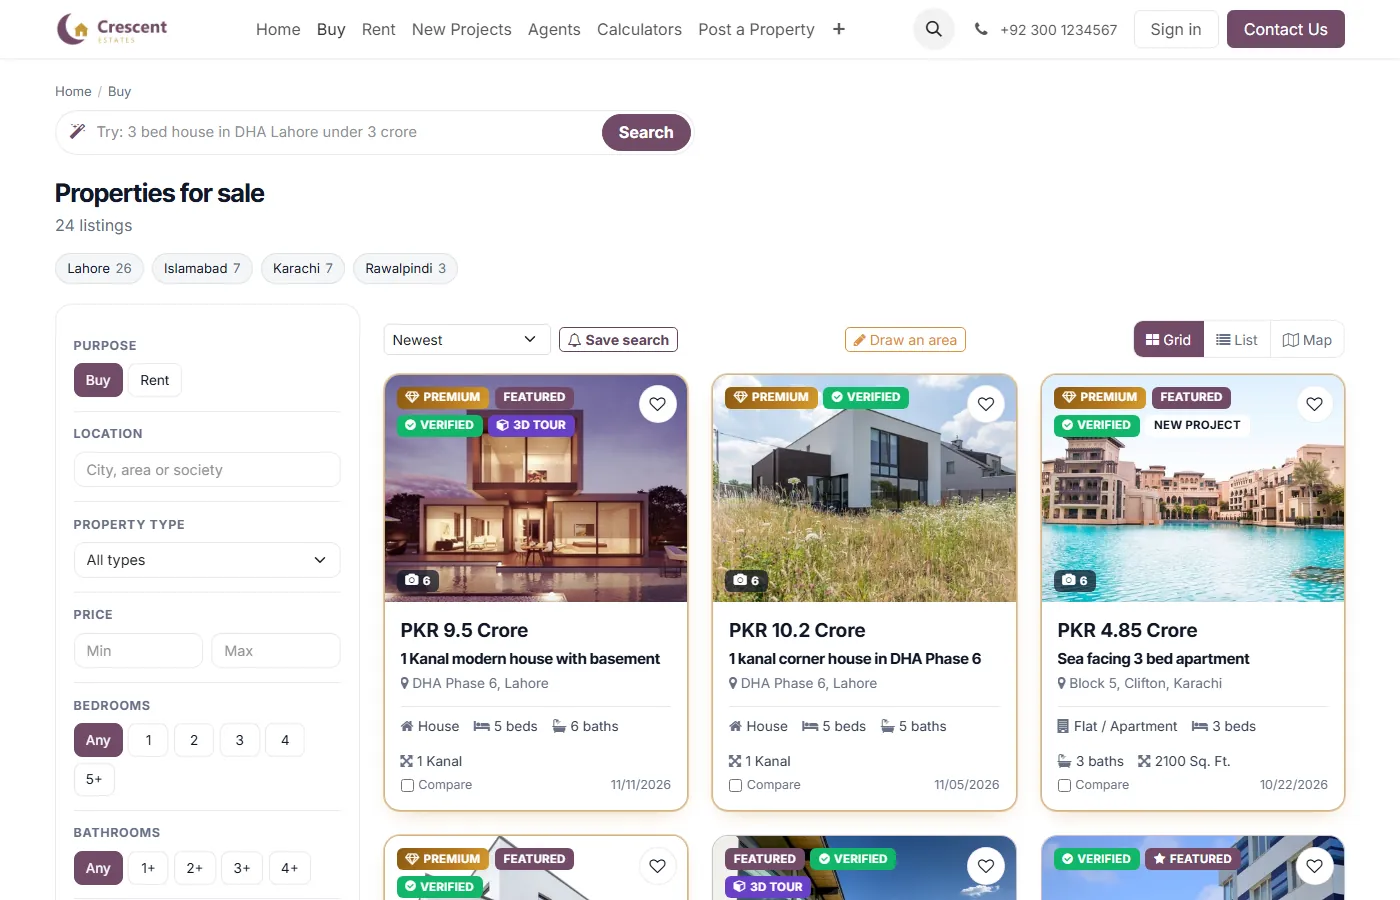 Crescent
ESTATES
Home Buy Rent New Projects Agents Calculators Post a Property +
+92 300 1234567
Sign in
Contact Us
Home / Buy
Try: 3 bed house in DHA Lahore under 3 crore
Search
Properties for sale
24 listings
Lahore 26
Islamabad 7
Karachi 7
Rawalpindi 3
PURPOSE
Buy
Rent
LOCATION
City, area or society
PROPERTY TYPE
All types
PRICE
Min
Max
BEDROOMS
Any
1
2
3
4
5+
BATHROOMS
Any
1+
2+
3+
4+
Newest
Save search
Draw an area
Grid
List
Map
PREMIUM
FEATURED
VERIFIED
3D TOUR
6
PKR 9.5 Crore
1 Kanal modern house with basement
DHA Phase 6, Lahore
House 5 beds 6 baths
1 Kanal
Compare
11/11/2026
PREMIUM
VERIFIED
6
PKR 10.2 Crore
1 kanal corner house in DHA Phase 6
DHA Phase 6, Lahore
House 5 beds 5 baths
1 Kanal
Compare
11/05/2026
PREMIUM
FEATURED
VERIFIED
NEW PROJECT
6
PKR 4.85 Crore
Sea facing 3 bed apartment
Block 5, Clifton, Karachi
Flat / Apartment 3 beds
3 baths 2100 Sq. Ft.
Compare
10/22/2026
PREMIUM
FEATURED
VERIFIED
FEATURED
VERIFIED
3D TOUR
VERIFIED
FEATURED